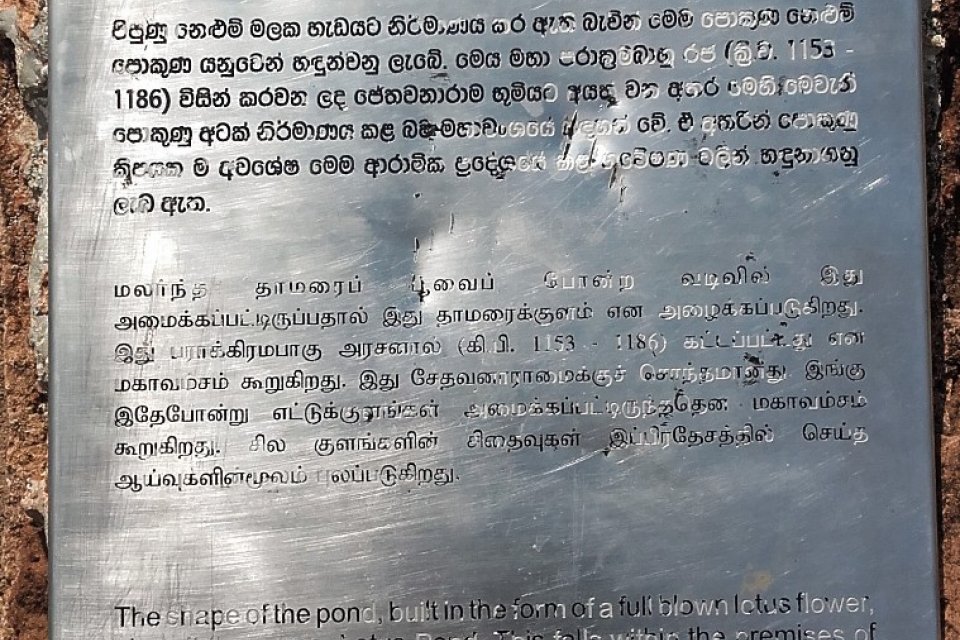 පිපුණු නෙළුම් මලක හැඩයට නිර්මාණය කර ඇති බැවින් මෙම පොකුණ නෙළුම්
පොකුණ යනුවෙන් හඳුන්වනු ලැබේ. මෙය මහා පරාක්‍රමබාහු රජ (ක්‍රි.ව. 1153 -
1186) විසින් කරවන ලද ජේතවනාරාම භූමියට අයත් වන අතර මෙහි මෙවැනි
පොකුණු අටක් නිර්මාණය කළ බව මහාවංශයේ සඳහන් වේ. ඒ අතරින් පොකුණු
කිපයක ම අවශේෂ මෙම ආරාමික ප්‍රදේශයේ කළ ගවේෂණ වලින් හඳුනාගනු
ලැබ ඇත.
மலர்ந்த தாமரைப் பூவைப் போன்ற வடிவில் இது
அமைக்கப்பட்டிருப்பதால் இது தாமரைக்குளம் என அழைக்கப்படுகிறது.
இது பராக்கிரமபாகு அரசனால் (கி.பி. 1153 - 1186) கட்டப்பட்டது என
மகாவம்சம் கூறுகிறது. இது சேதவனாராமைக்குச் சொந்தமானது. இங்கு
இதேபோன்று எட்டுக்குளங்கள் அமைக்கப்பட்டிருந்ததென மகாவம்சம்
கூறுகிறது. சில குளங்களின் சிதைவுகள் இப்பிரதேசத்தில் செய்த
ஆய்வுகளின்மூலம் புலப்படுகிறது.
The shape of the pond, built in the form of a full blown lotus flower,
Lotus Pond. This falls within the premises of